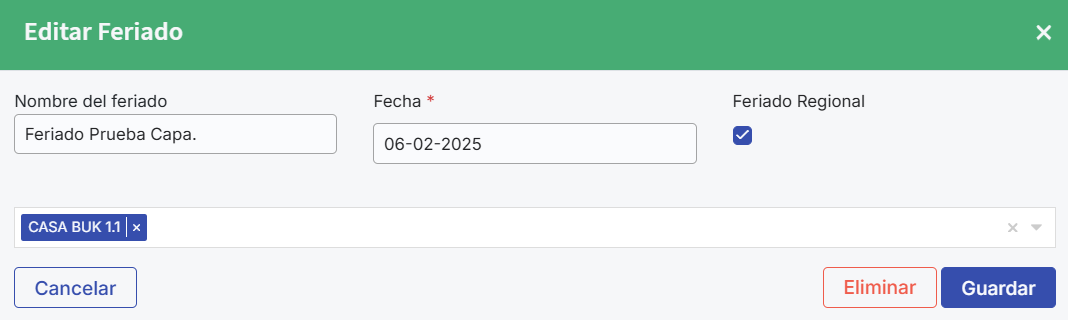 Editar Feriado
Nombre del feriado
Fecha *
Feriado Regional
Feriado Prueba Capa.
06-02-2025
CASA BUK 1.1
Cancelar
Eliminar
Guardar